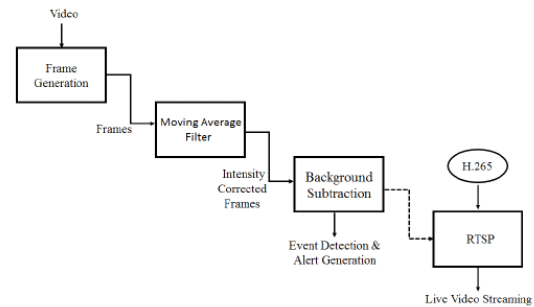 Video
Frame
Generation
Frames
Moving Average
Filter
Intensity
Corrected
Frames
Background
Subtraction
Event Detection &
Alert Generation
H.265
RTSP
Live Video Streaming